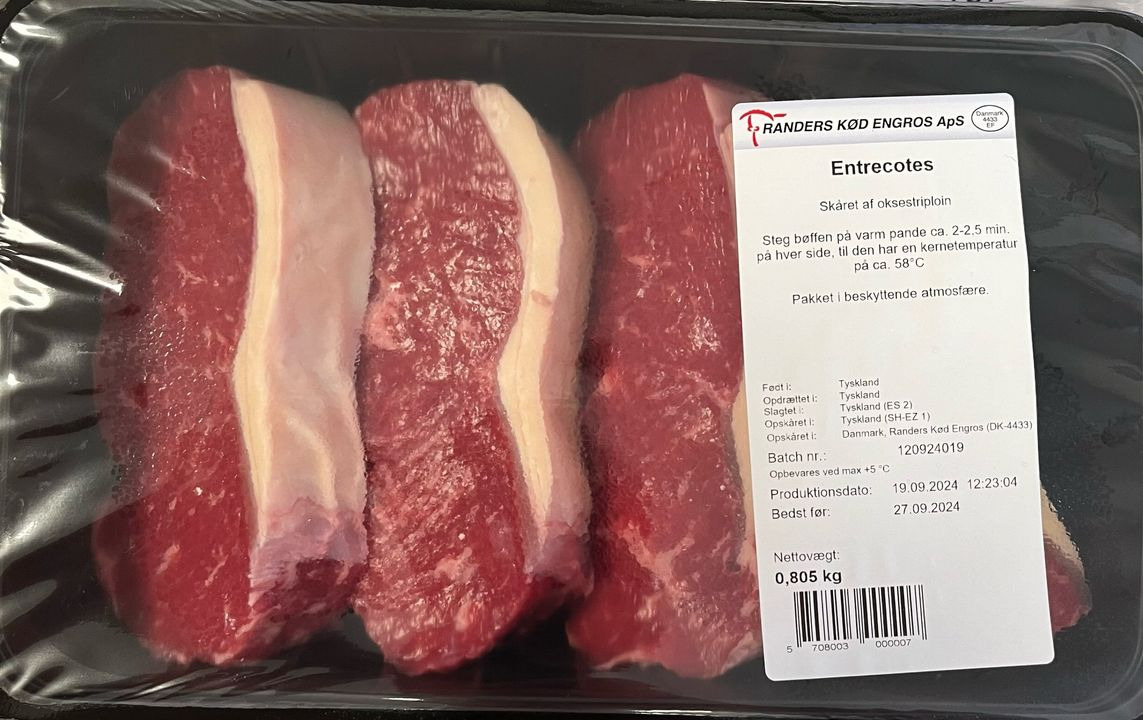 RANDERS KØD ENGROS ApS
Danmark
4433
EF
Entrecotes
Skåret af oksestriploin
Steg bøffen på varm pande ca. 2-2,5 min.
på hver side, til den har en kernetemperatur
på ca. 58°C
Pakket i beskyttende atmosfære.
Født i: Tyskland
Opdrættet i: Tyskland
Slagtet i: Tyskland (ES 2)
Opskåret i: Tyskland (SH-EZ 1)
Opskåret i: Danmark, Randers Kød Engros (DK-4433)
Batch nr.: 120924019
Opbevares ved max +5 °C
Produktionsdato: 19.09.2024 12:23:04
Bedst før: 27.09.2024
Nettovægt:
0,805 kg
5 708003 000007